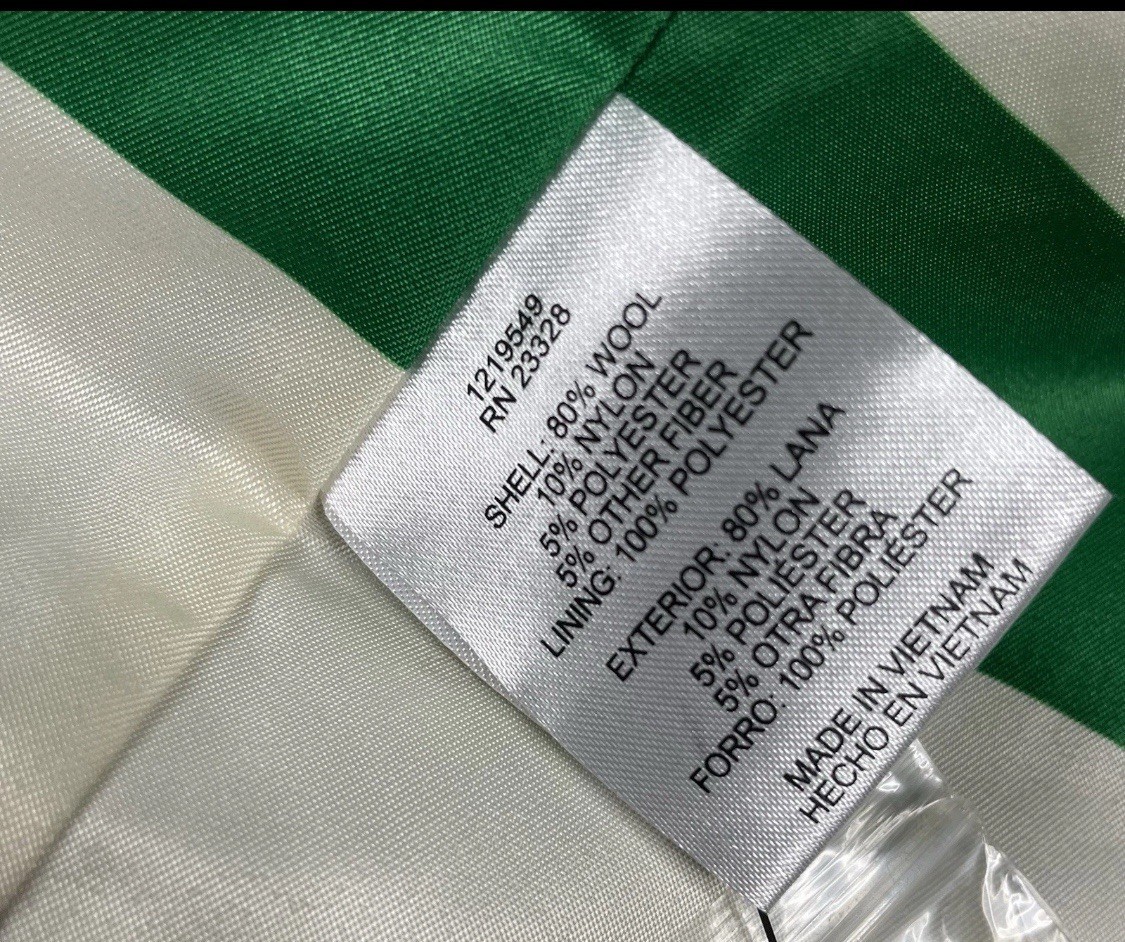 1219549
RN 23328
SHELL: 80% WOOL
10% NYLON
5% POLYESTER
5% OTHER FIBER
LINING: 100% POLYESTER
EXTERIOR: 80% LANA
10% NYLON
5% POLIÉSTER
5% OTRA FIBRA
FORRO: 100% POLIÉSTER
MADE IN VIETNAM
HECHO EN VIETNAM